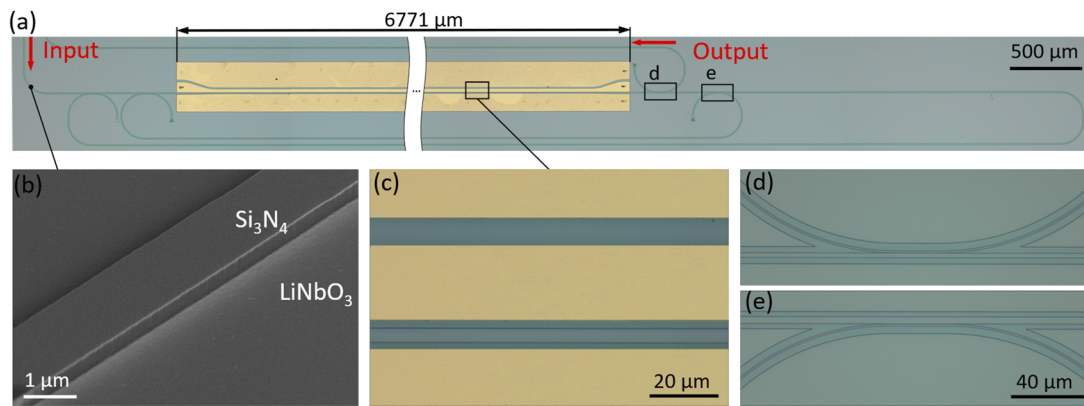 (a)
6771 µm
Input
Output
500 µm
d
e
...
(b)
Si₃N₄
LiNbO₃
1 µm
(c)
20 µm
(d)
(e)
40 µm